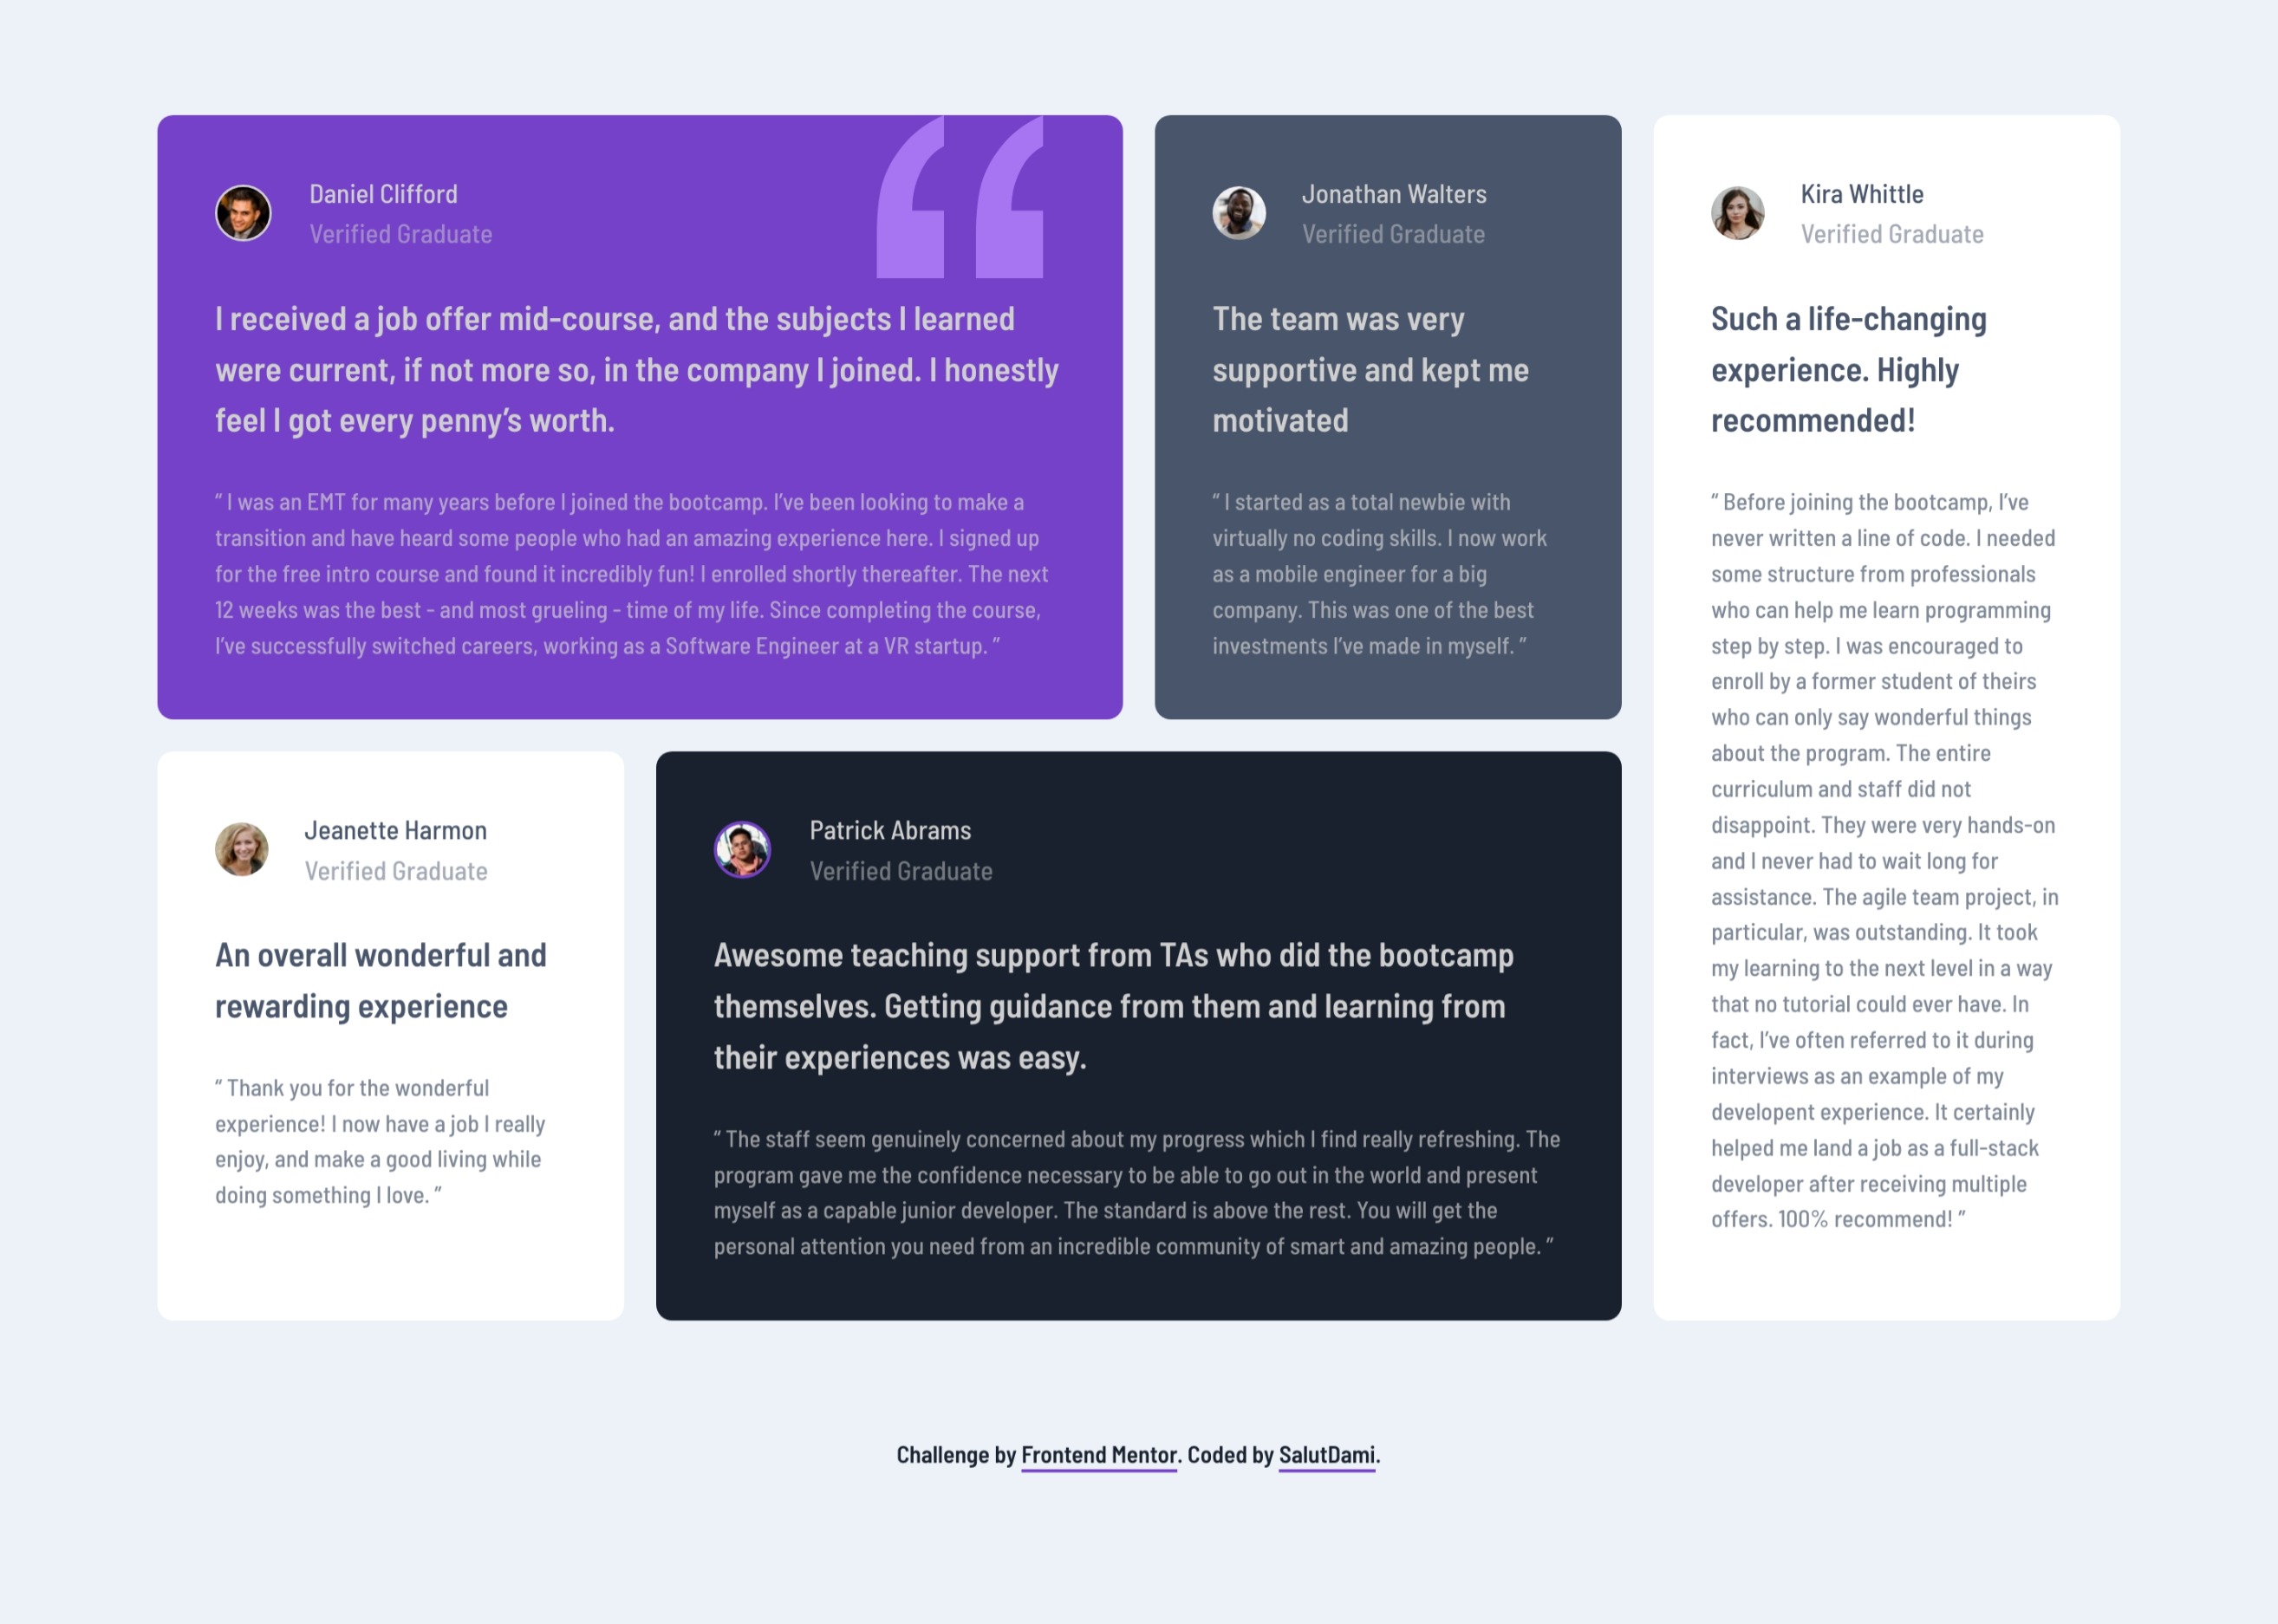 Daniel Clifford
Verified Graduate
I received a job offer mid-course, and the subjects I learned
were current, if not more so, in the company I joined. I honestly
feel I got every penny’s worth.
“ I was an EMT for many years before I joined the bootcamp. I’ve been looking to make a
transition and have heard some people who had an amazing experience here. I signed up
for the free intro course and found it incredibly fun! I enrolled shortly thereafter. The next
12 weeks was the best - and most grueling - time of my life. Since completing the course,
I’ve successfully switched careers, working as a Software Engineer at a VR startup. ”
Jonathan Walters
Verified Graduate
The team was very
supportive and kept me
motivated
“ I started as a total newbie with
virtually no coding skills. I now work
as a mobile engineer for a big
company. This was one of the best
investments I’ve made in myself. ”
Kira Whittle
Verified Graduate
Such a life-changing
experience. Highly
recommended!
“ Before joining the bootcamp, I’ve
never written a line of code. I needed
some structure from professionals
who can help me learn programming
step by step. I was encouraged to
enroll by a former student of theirs
who can only say wonderful things
about the program. The entire
curriculum and staff did not
disappoint. They were very hands-on
and I never had to wait long for
assistance. The agile team project, in
particular, was outstanding. It took
my learning to the next level in a way
that no tutorial could ever have. In
fact, I’ve often referred to it during
interviews as an example of my
developent experience. It certainly
helped me land a job as a full-stack
developer after receiving multiple
offers. 100% recommend! ”
Jeanette Harmon
Verified Graduate
An overall wonderful and
rewarding experience
“ Thank you for the wonderful
experience! I now have a job I really
enjoy, and make a good living while
doing something I love. ”
Patrick Abrams
Verified Graduate
Awesome teaching support from TAs who did the bootcamp
themselves. Getting guidance from them and learning from
their experiences was easy.
“ The staff seem genuinely concerned about my progress which I find really refreshing. The
program gave me the confidence necessary to be able to go out in the world and present
myself as a capable junior developer. The standard is above the rest. You will get the
personal attention you need from an incredible community of smart and amazing people. ”
Challenge by Frontend Mentor. Coded by SalutDami.